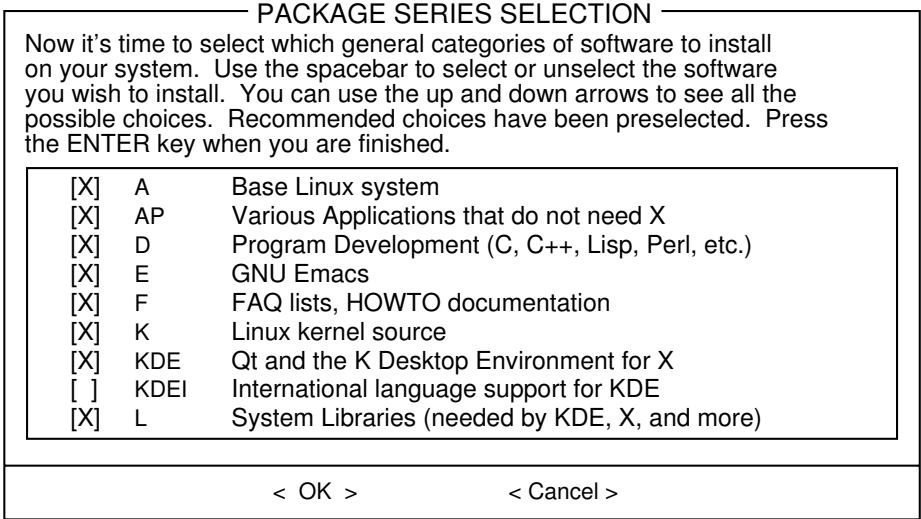 PACKAGE SERIES SELECTION
Now it's time to select which general categories of software to install
on your system.  Use the spacebar to select or unselect the software
you wish to install.  You can use the up and down arrows to see all the
possible choices.  Recommended choices have been preselected.  Press
the ENTER key when you are finished.
[X] A Base Linux system
[X] AP Various Applications that do not need X
[X] D Program Development (C, C++, Lisp, Perl, etc.)
[X] E GNU Emacs
[X] F FAQ lists, HOWTO documentation
[X] K Linux kernel source
[X] KDE Qt and the K Desktop Environment for X
[ ] KDEI International language support for KDE
[X] L System Libraries (needed by KDE, X, and more)
< OK > < Cancel >